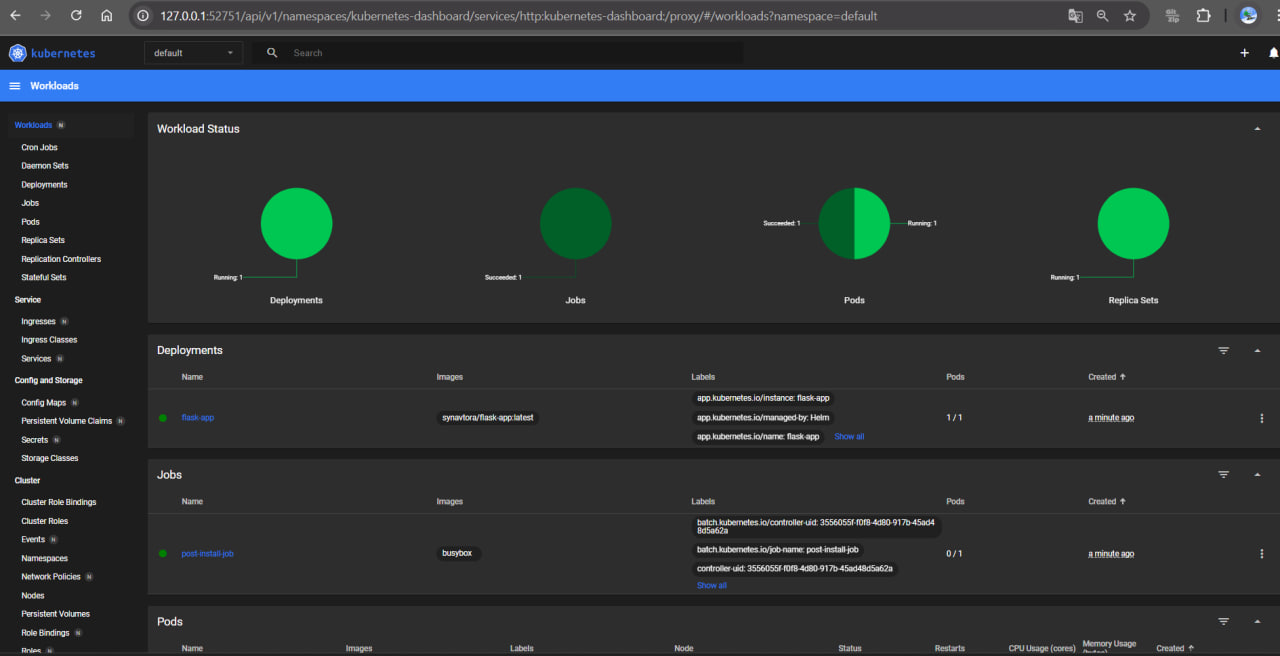 127.0.0.1:52751/api/v1/namespaces/kubernetes-dashboard/services/http:kubernetes-dashboard:/proxy/#/workloads?namespace=default
Git
Zip
kubernetes
default
Search
Workloads
Workloads N
Cron Jobs
Daemon Sets
Deployments
Jobs
Pods
Replica Sets
Replication Controllers
Stateful Sets
Service
Ingresses N
Ingress Classes
Services N
Config and Storage
Config Maps N
Persistent Volume Claims N
Secrets N
Storage Classes
Cluster
Cluster Role Bindings
Cluster Roles
Events N
Namespaces
Network Policies N
Nodes
Persistent Volumes
Role Bindings N
Roles N
Workload Status
Running: 1
Deployments
Succeeded: 1
Jobs
Succeeded: 1
Running: 1
Pods
Running: 1
Replica Sets
Deployments
Name Images Labels Pods Created
flask-app synavtora/flask-app:latest app.kubernetes.io/instance: flask-app 1 / 1 a minute ago
app.kubernetes.io/managed-by: Helm
app.kubernetes.io/name: flask-app Show all
Jobs
Name Images Labels Pods Created
post-install-job busybox batch.kubernetes.io/controller-uid: 3556055f-f0f8-4d80-917b-45ad4 0 / 1 a minute ago
8d5a62a
batch.kubernetes.io/job-name: post-install-job
controller-uid: 3556055f-f0f8-4d80-917b-45ad48d5a62a
Show all
Pods
Name Images Labels Node Status Restarts CPU Usage (cores) Memory Usage (bytes) Created